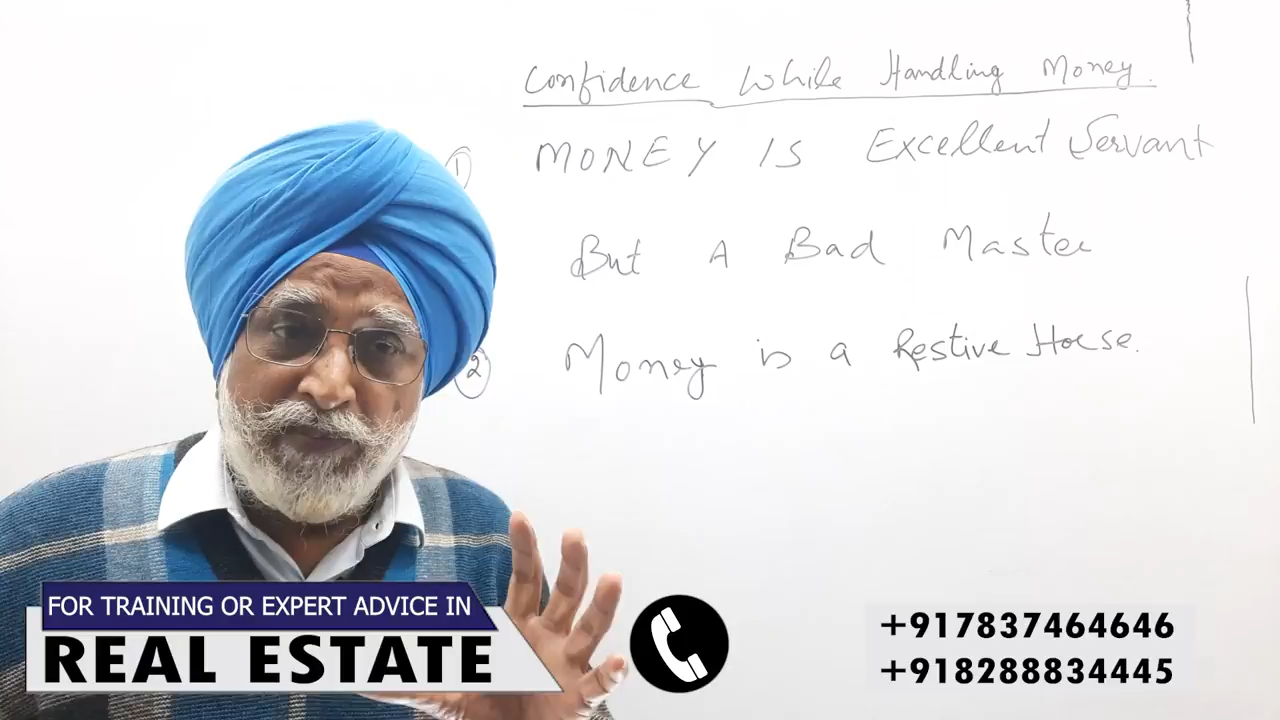 Confidence While Handling Money.
① MONEY IS Excellent Servant
But A Bad Master
② Money is a Restive Horse.
FOR TRAINING OR EXPERT ADVICE IN
REAL ESTATE
+917837464646
+918288834445